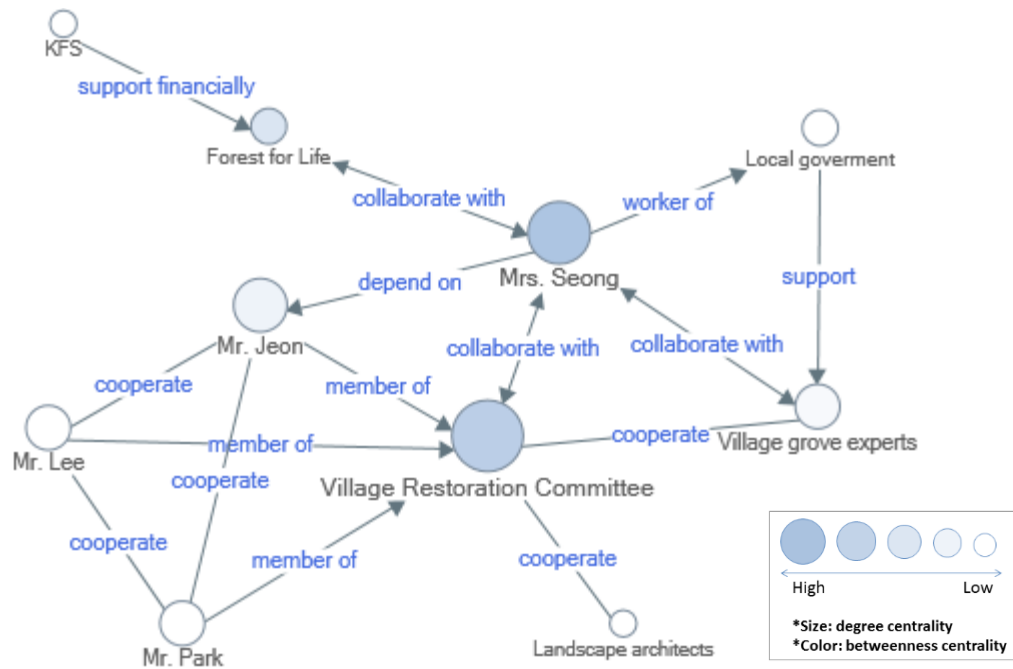 KFS
support financially
Forest for Life
Local goverment
collaborate with
worker of
Mrs. Seong
depend on
support
Mr. Jeon
collaborate with
collaborate with
cooperate
member of
member of
cooperate
Village grove experts
Mr. Lee
cooperate
Village Restoration Committee
cooperate
member of
cooperate
Landscape architects
Mr. Park
High
Low
*Size: degree centrality
*Color: betweenness centrality